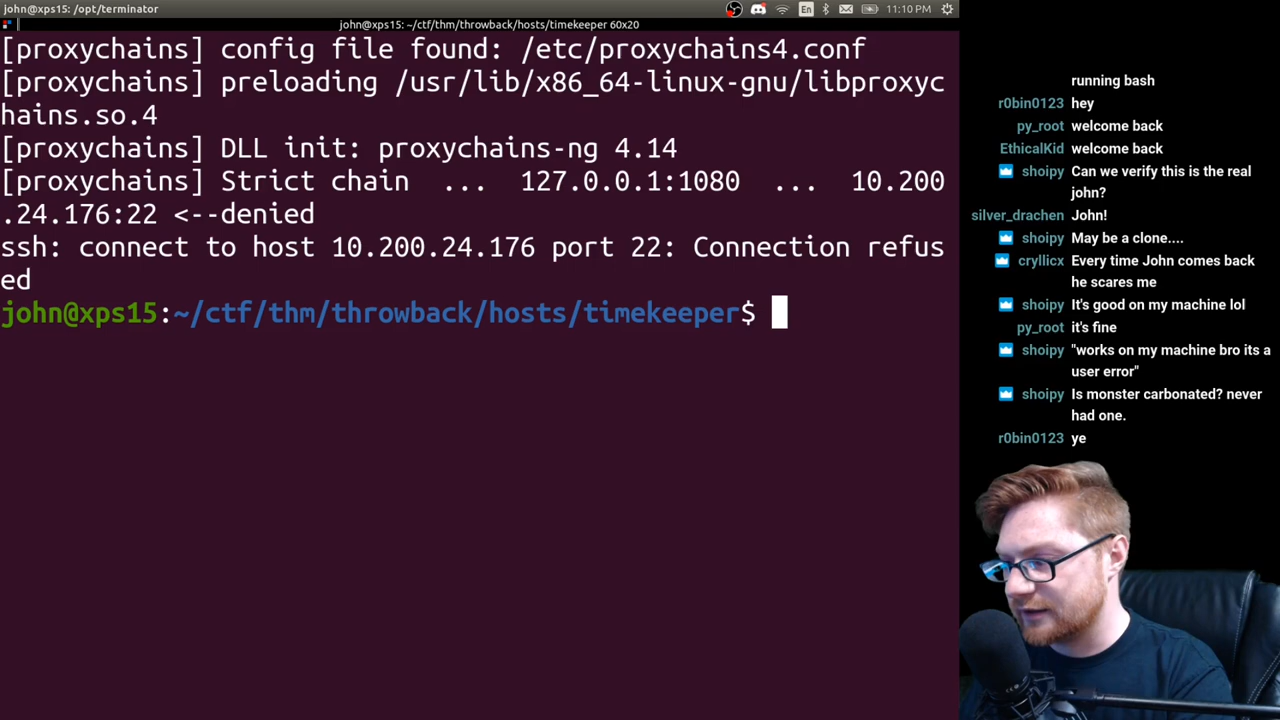 john@xps15: /opt/terminator
En
11:10 PM
john@xps15: ~/ctf/thm/throwback/hosts/timekeeper 60x20
[proxychains] config file found: /etc/proxychains4.conf
[proxychains] preloading /usr/lib/x86_64-linux-gnu/libproxyc
hains.so.4
[proxychains] DLL init: proxychains-ng 4.14
[proxychains] Strict chain  ...  127.0.0.1:1080  ...  10.200
.24.176:22 <--denied
ssh: connect to host 10.200.24.176 port 22: Connection refus
ed
john@xps15:~/ctf/thm/throwback/hosts/timekeeper$
running bash
r0bin0123 hey
py_root welcome back
EthicalKid welcome back
shoipy Can we verify this is the real
john?
silver_drachen John!
shoipy May be a clone....
cryllicx Every time John comes back
he scares me
shoipy It's good on my machine lol
py_root it's fine
shoipy "works on my machine bro its a
user error"
shoipy Is monster carbonated? never
had one.
r0bin0123 ye